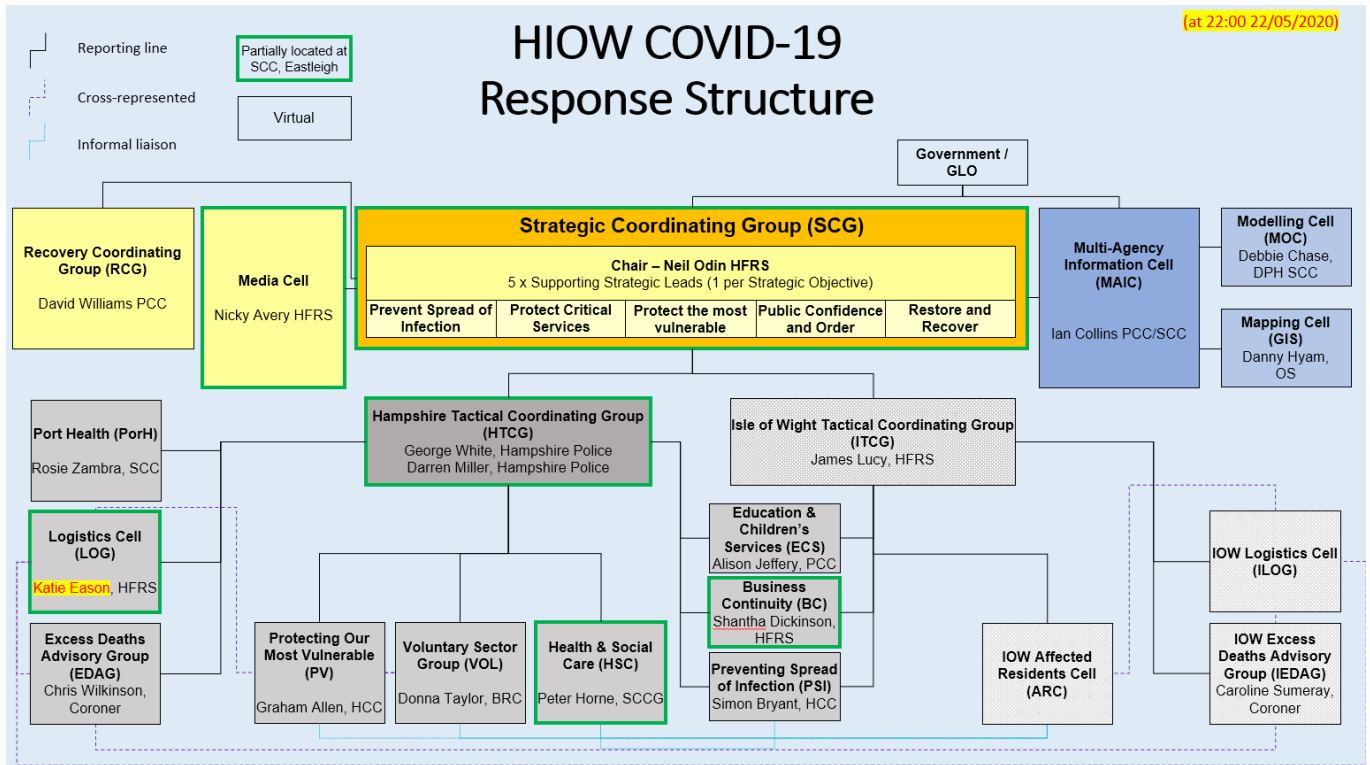 (at 22:00 22/05/2020)
HIOW COVID-19
Response Structure
Reporting line
Cross-represented
Informal liaison
Partially located at
SCC, Eastleigh
Virtual
Government /
GLO
Recovery Coordinating
Group (RCG)
David Williams PCC
Media Cell
Nicky Avery HFRS
Strategic Coordinating Group (SCG)
Chair – Neil Odin HFRS
5 x Supporting Strategic Leads (1 per Strategic Objective)
Prevent Spread of
Infection
Protect Critical
Services
Protect the most
vulnerable
Public Confidence
and Order
Restore and
Recover
Multi-Agency
Information Cell
(MAIC)
Ian Collins PCC/SCC
Modelling Cell
(MOC)
Debbie Chase,
DPH SCC
Mapping Cell
(GIS)
Danny Hyam,
OS
Port Health (PorH)
Rosie Zambra, SCC
Hampshire Tactical Coordinating Group
(HTCG)
George White, Hampshire Police
Darren Miller, Hampshire Police
Isle of Wight Tactical Coordinating Group
(ITCG)
James Lucy, HFRS
Logistics Cell
(LOG)
Katie Eason, HFRS
Education &
Children's
Services (ECS)
Alison Jeffery, PCC
Business
Continuity (BC)
Shantha Dickinson,
HFRS
IOW Logistics Cell
(ILOG)
Excess Deaths
Advisory Group
(EDAG)
Chris Wilkinson,
Coroner
Protecting Our
Most Vulnerable
(PV)
Graham Allen, HCC
Voluntary Sector
Group (VOL)
Donna Taylor, BRC
Health & Social
Care (HSC)
Peter Horne, SCCG
Preventing Spread
of Infection (PSI)
Simon Bryant, HCC
IOW Affected
Residents Cell
(ARC)
IOW Excess
Deaths Advisory
Group (IEDAG)
Caroline Sumeray,
Coroner